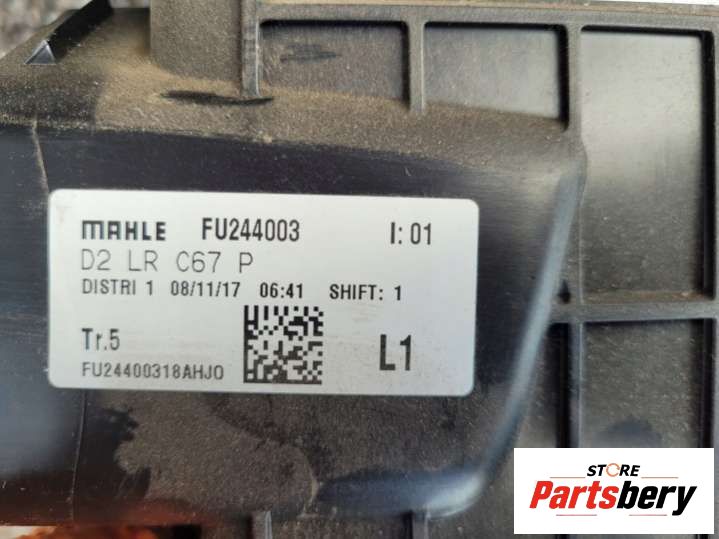 MAHLE FU244003 I: 01
D2 LR C67 P
DISTRI 1 08/11/17 06:41 SHIFT: 1
Tr.5 L1
FU24400318AHJO
STORE
Partsbery